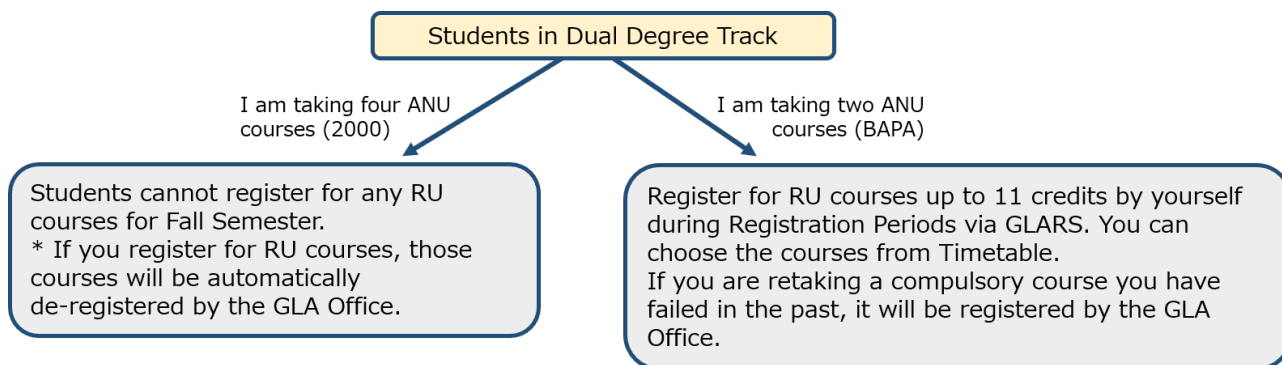 Students in Dual Degree Track
I am taking four ANU
courses (2000)
I am taking two ANU
courses (BAPA)
Students cannot register for any RU
courses for Fall Semester.
* If you register for RU courses, those
courses will be automatically
de-registered by the GLA Office.
Register for RU courses up to 11 credits by yourself
during Registration Periods via GLARS. You can
choose the courses from Timetable.
If you are retaking a compulsory course you have
failed in the past, it will be registered by the GLA
Office.